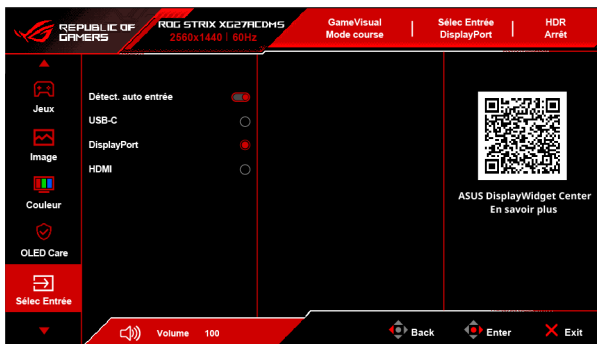 REPUBLIC OF
GAMERS
ROG STRIX XG27ACDMS
2560x1440 | 60Hz
GameVisual
Mode course
Sélec Entrée
DisplayPort
HDR
Arrêt
Jeux
Image
Couleur
OLED Care
Sélec Entrée
Détect. auto entrée
USB-C
DisplayPort
HDMI
ASUS DisplayWidget Center
En savoir plus
Volume 100
Back
Enter
Exit